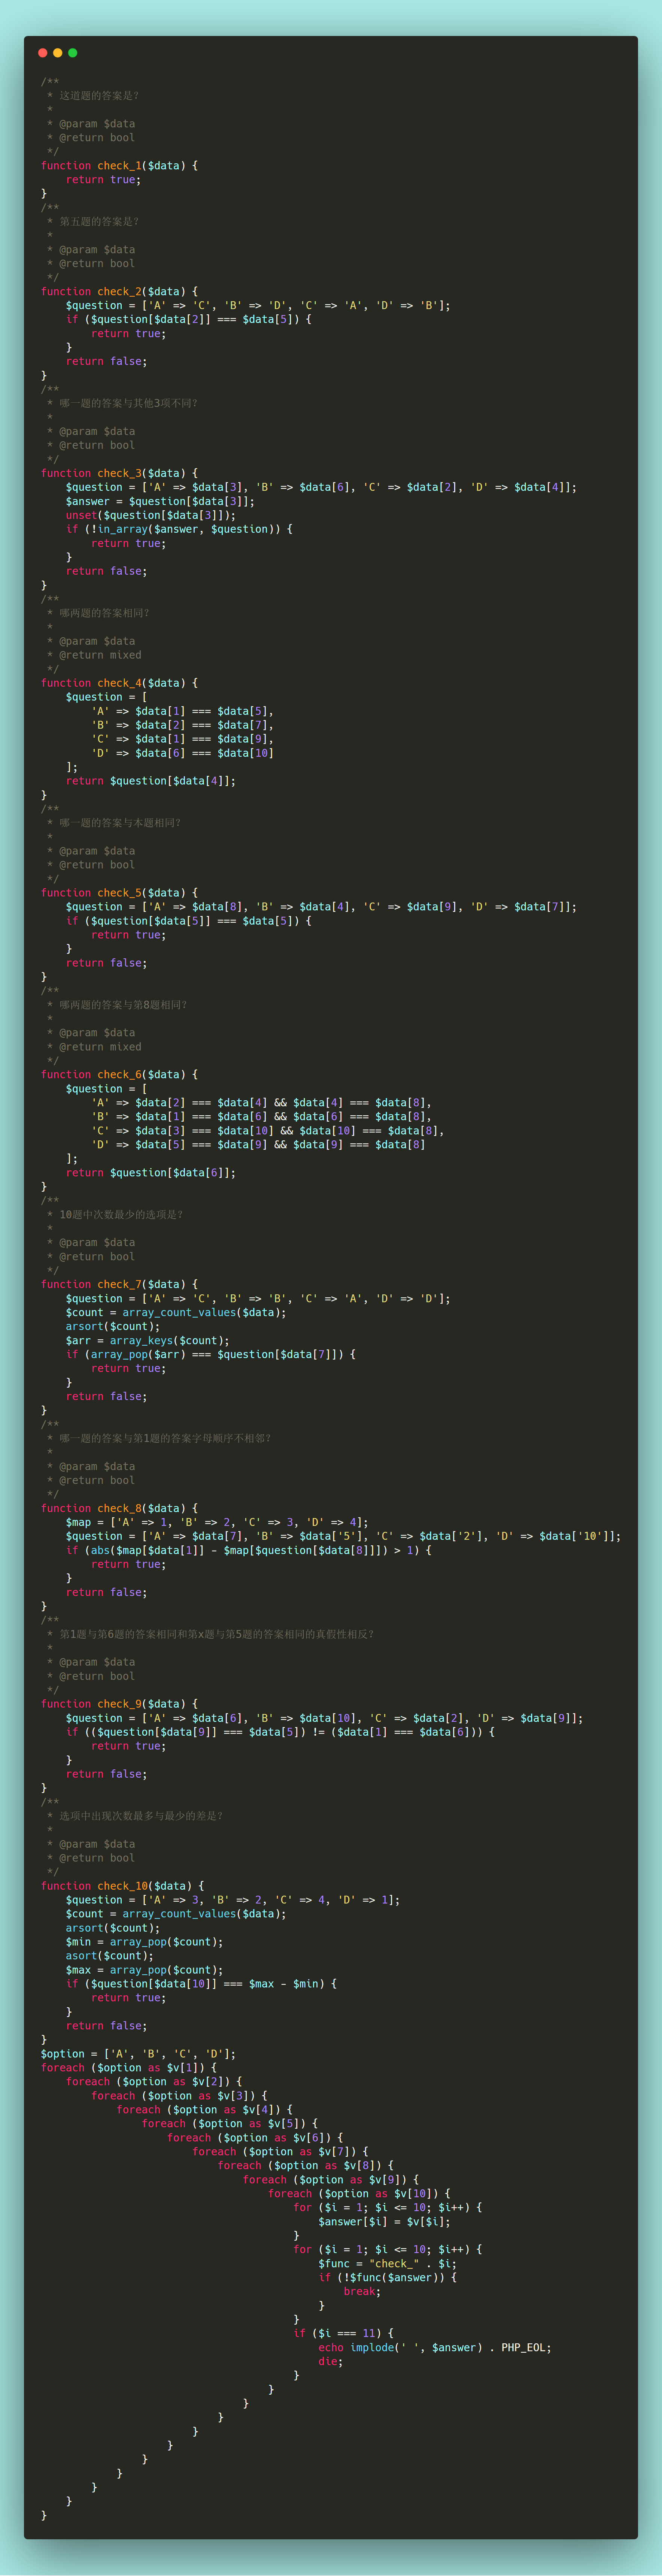 /**
 * 这道题的答案是?
 *
 * @param $data
 * @return bool
 */
function check_1($data) {
    return true;
}
/**
 * 第五题的答案是?
 *
 * @param $data
 * @return bool
 */
function check_2($data) {
    $question = ['A' => 'C', 'B' => 'D', 'C' => 'A', 'D' => 'B'];
    if ($question[$data[2]] === $data[5]) {
        return true;
    }
    return false;
}
/**
 * 哪一题的答案与其他3项不同?
 *
 * @param $data
 * @return bool
 */
function check_3($data) {
    $question = ['A' => $data[3], 'B' => $data[6], 'C' => $data[2], 'D' => $data[4]];
    $answer = $question[$data[3]];
    unset($question[$data[3]]);
    if (!in_array($answer, $question)) {
        return true;
    }
    return false;
}
/**
 * 哪两题的答案相同?
 *
 * @param $data
 * @return mixed
 */
function check_4($data) {
    $question = [
        'A' => $data[1] === $data[5],
        'B' => $data[2] === $data[7],
        'C' => $data[1] === $data[9],
        'D' => $data[6] === $data[10]
    ];
    return $question[$data[4]];
}
/**
 * 哪一题的答案与本题相同?
 *
 * @param $data
 * @return bool
 */
function check_5($data) {
    $question = ['A' => $data[8], 'B' => $data[4], 'C' => $data[9], 'D' => $data[7]];
    if ($question[$data[5]] === $data[5]) {
        return true;
    }
    return false;
}
/**
 * 哪两题的答案与第8题相同?
 *
 * @param $data
 * @return mixed
 */
function check_6($data) {
    $question = [
        'A' => $data[2] === $data[4] && $data[4] === $data[8],
        'B' => $data[1] === $data[6] && $data[6] === $data[8],
        'C' => $data[3] === $data[10] && $data[10] === $data[8],
        'D' => $data[5] === $data[9] && $data[9] === $data[8]
    ];
    return $question[$data[6]];
}
/**
 * 10题中次数最少的选项是?
 *
 * @param $data
 * @return bool
 */
function check_7($data) {
    $question = ['A' => 'C', 'B' => 'B', 'C' => 'A', 'D' => 'D'];
    $count = array_count_values($data);
    arsort($count);
    $arr = array_keys($count);
    if (array_pop($arr) === $question[$data[7]]) {
        return true;
    }
    return false;
}
/**
 * 哪一题的答案与第1题的答案字母顺序不相邻?
 *
 * @param $data
 * @return bool
 */
function check_8($data) {
    $map = ['A' => 1, 'B' => 2, 'C' => 3, 'D' => 4];
    $question = ['A' => $data[7], 'B' => $data['5'], 'C' => $data['2'], 'D' => $data['10']];
    if (abs($map[$data[1]] - $map[$question[$data[8]]]) > 1) {
        return true;
    }
    return false;
}
/**
 * 第1题与第6题的答案相同和第x题与第5题的答案相同的真假性相反?
 *
 * @param $data
 * @return bool
 */
function check_9($data) {
    $question = ['A' => $data[6], 'B' => $data[10], 'C' => $data[2], 'D' => $data[9]];
    if (($question[$data[9]] === $data[5]) != ($data[1] === $data[6])) {
        return true;
    }
    return false;
}
/**
 * 选项中出现次数最多与最少的差是?
 *
 * @param $data
 * @return bool
 */
function check_10($data) {
    $question = ['A' => 3, 'B' => 2, 'C' => 4, 'D' => 1];
    $count = array_count_values($data);
    arsort($count);
    $min = array_pop($count);
    asort($count);
    $max = array_pop($count);
    if ($question[$data[10]] === $max - $min) {
        return true;
    }
    return false;
}
$option = ['A', 'B', 'C', 'D'];
foreach ($option as $v[1]) {
    foreach ($option as $v[2]) {
        foreach ($option as $v[3]) {
            foreach ($option as $v[4]) {
                foreach ($option as $v[5]) {
                    foreach ($option as $v[6]) {
                        foreach ($option as $v[7]) {
                            foreach ($option as $v[8]) {
                                foreach ($option as $v[9]) {
                                    foreach ($option as $v[10]) {
                                        for ($i = 1; $i <= 10; $i++) {
                                            $answer[$i] = $v[$i];
                                        }
                                        for ($i = 1; $i <= 10; $i++) {
                                            $func = "check_" . $i;
                                            if (!$func($answer)) {
                                                break;
                                            }
                                        }
                                        if ($i === 11) {
                                            echo implode(' ', $answer) . PHP_EOL;
                                            die;
                                        }
                                    }
                                }
                            }
                        }
                    }
                }
            }
        }
    }
}